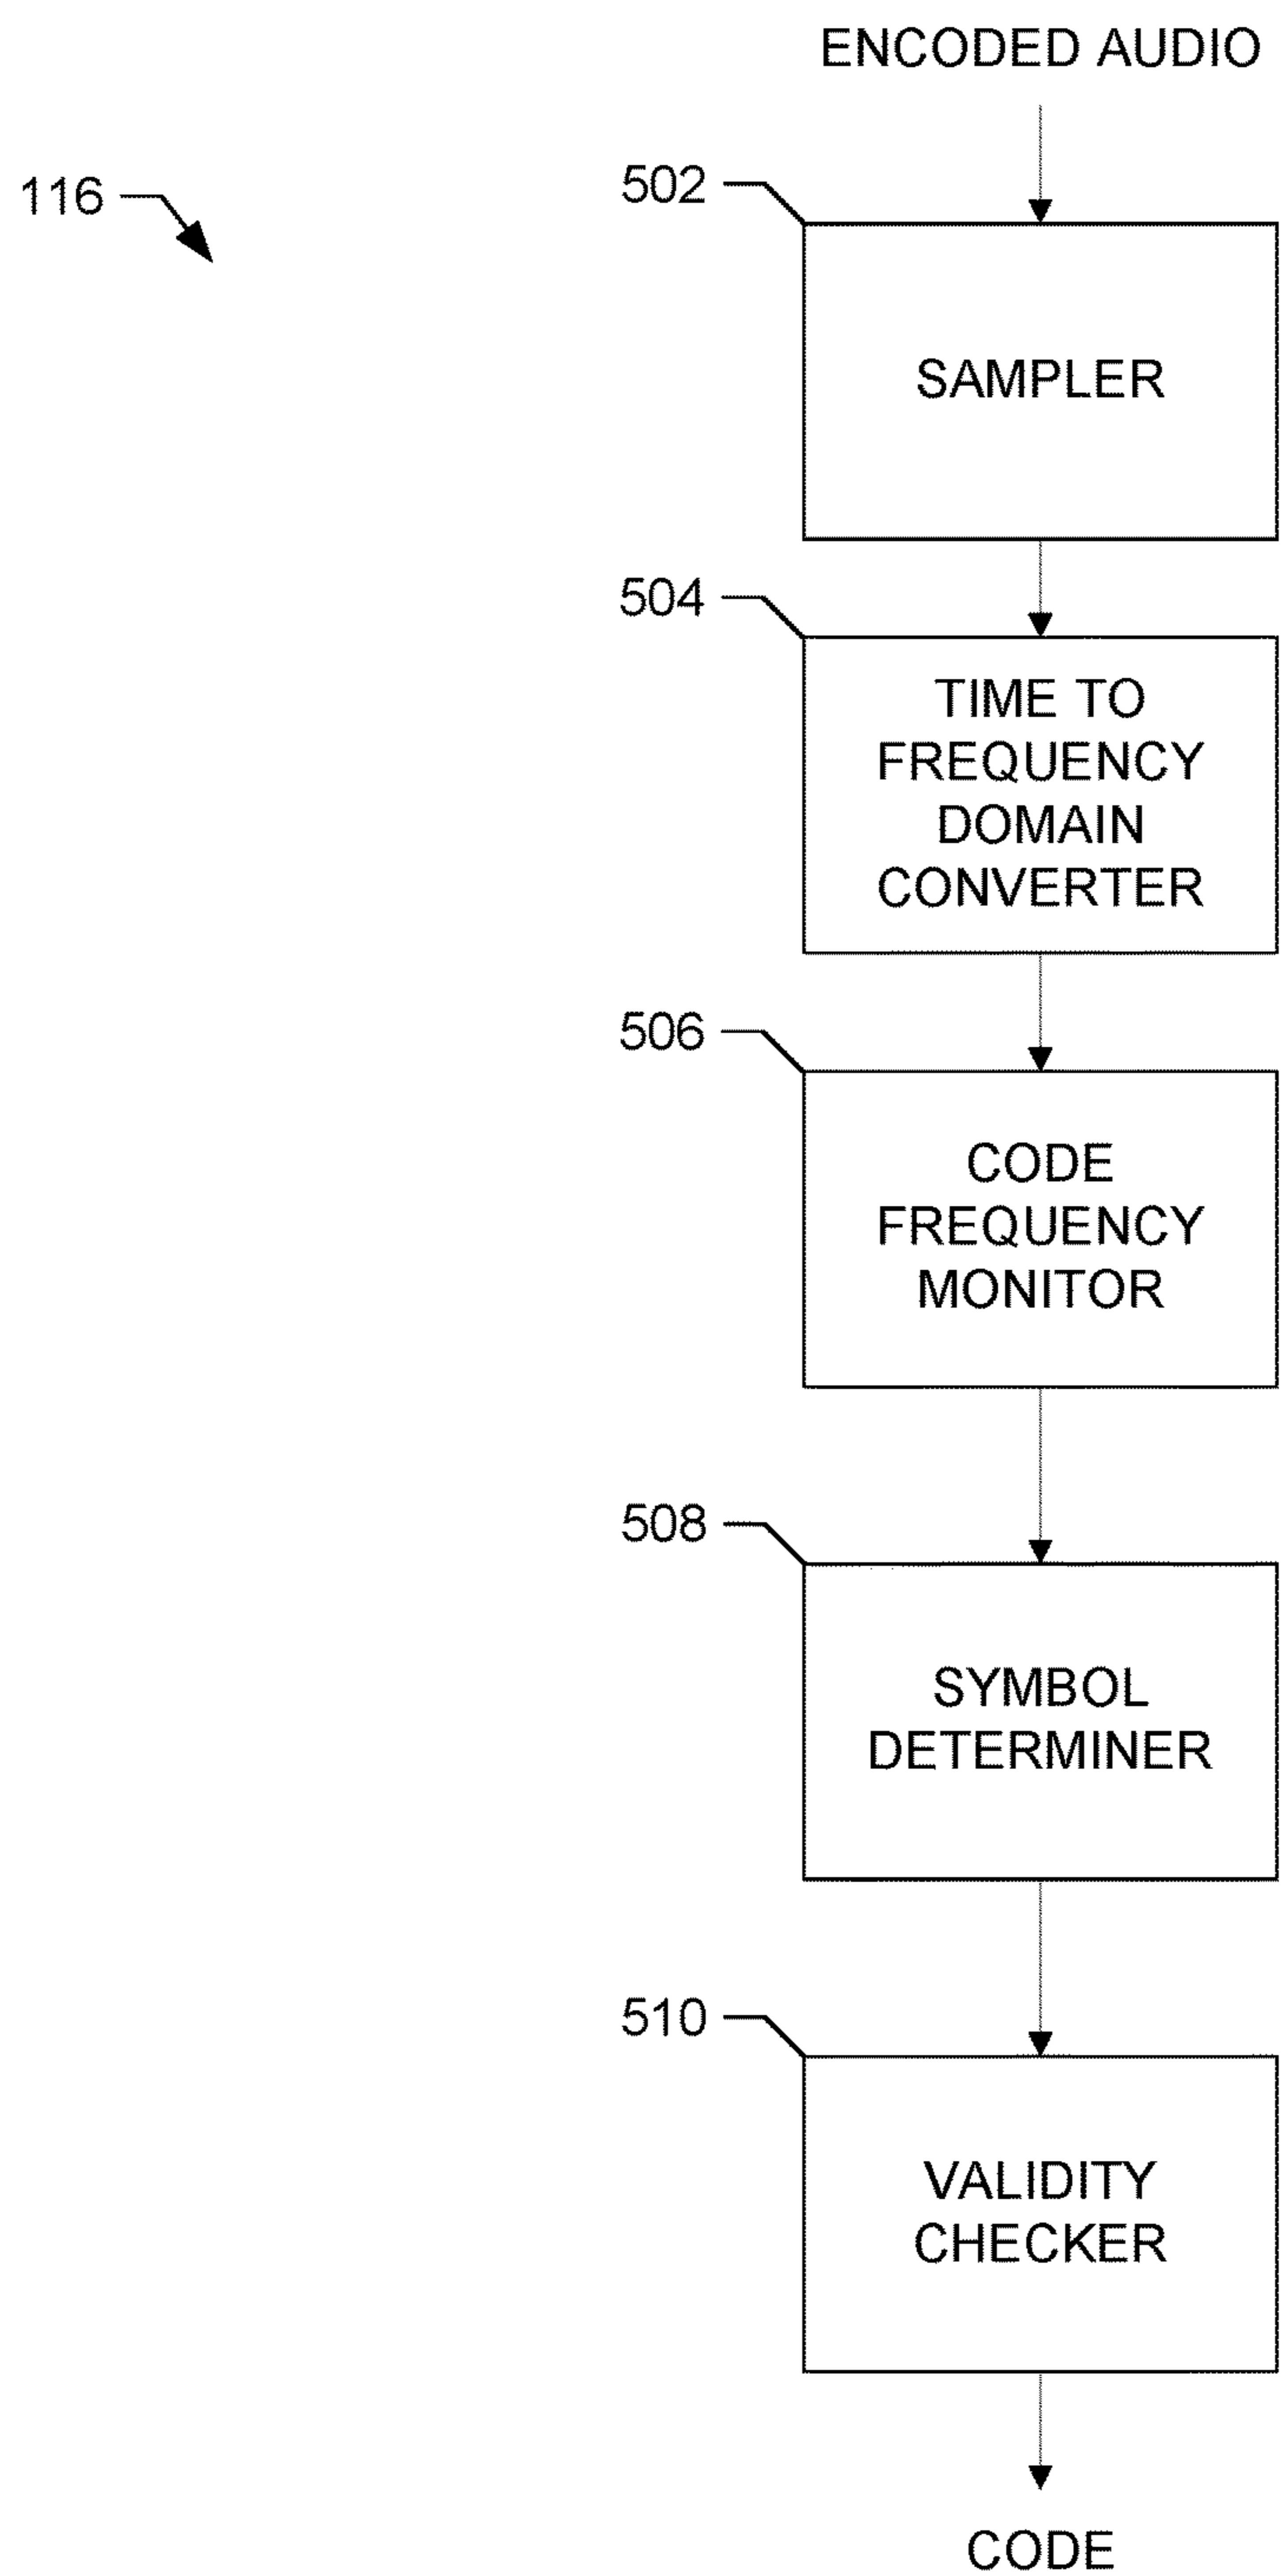 ENCODED AUDIO
116
502
SAMPLER
504
TIME TO
FREQUENCY
DOMAIN
CONVERTER
506
CODE
FREQUENCY
MONITOR
508
SYMBOL
DETERMINER
510
VALIDITY
CHECKER
CODE